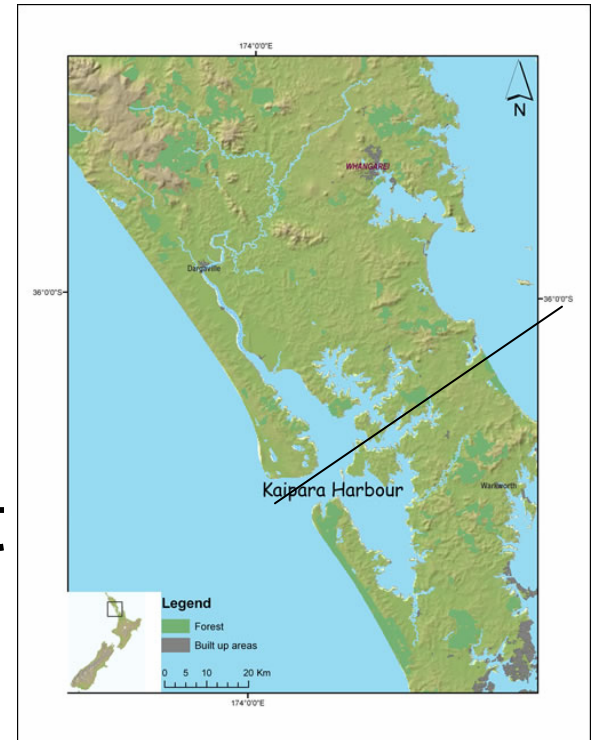 174°0'0"E
N
WHANGAREI
Dargaville
36°0'0"S
36°0'0"S
Kaipara Harbour
Warkworth
Legend
Forest
Built up areas
0 5 10 20 Km
174°0'0"E